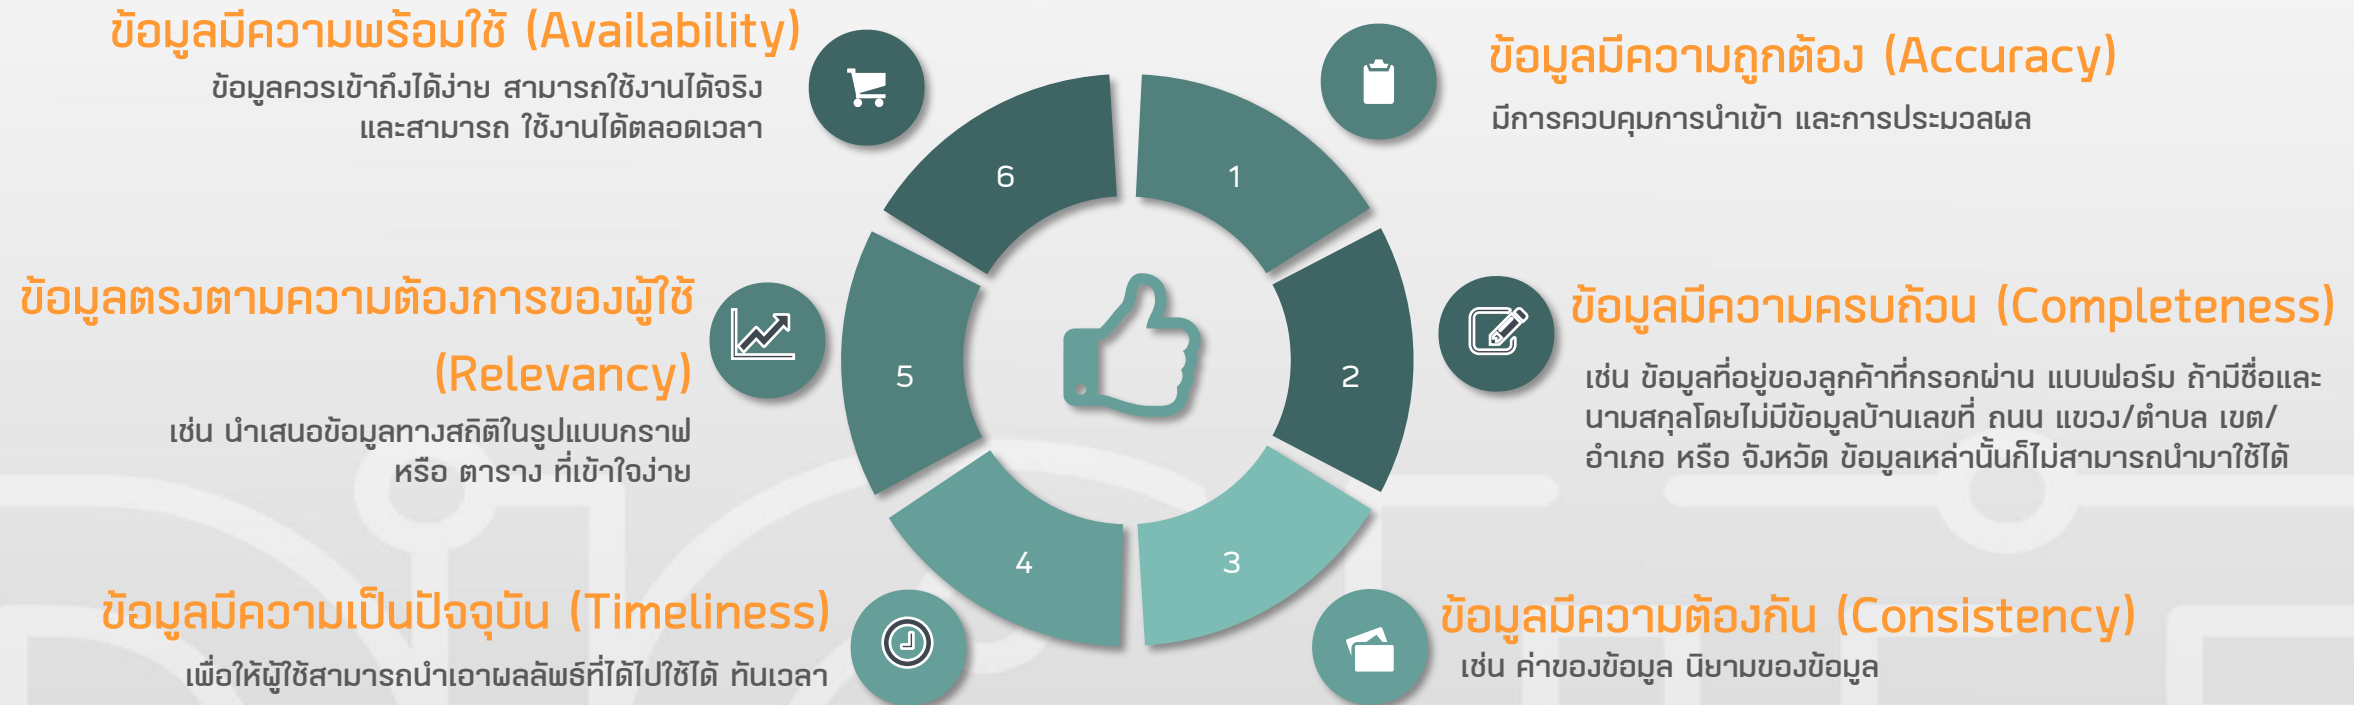 ข้อมูลมีความพร้อมใช้ (Availability)
ข้อมูลควรเข้าถึงได้ง่าย สามารถใช้งานได้จริง
และสามารถ ใช้งานได้ตลอดเวลา
ข้อมูลมีความถูกต้อง (Accuracy)
มีการควบคุมการนำเข้า และการประมวลผล
6
1
ข้อมูลตรงตามความต้องการของผู้ใช้
(Relevancy)
เช่น นำเสนอข้อมูลทางสถิติในรูปแบบกราฟ
หรือ ตาราง ที่เข้าใจง่าย
5
2
ข้อมูลมีความครบถ้วน (Completeness)
เช่น ข้อมูลที่อยู่ของลูกค้าที่กรอกผ่าน แบบฟอร์ม ถ้ามีชื่อและ
นามสกุลโดยไม่มีข้อมูลบ้านเลขที่ ถนน แขวง/ตำบล เขต/
อำเภอ หรือ จังหวัด ข้อมูลเหล่านั้นก็ไม่สามารถนำมาใช้ได้
4
3
ข้อมูลมีความเป็นปัจจุบัน (Timeliness)
เพื่อให้ผู้ใช้สามารถนำเอาผลลัพธ์ที่ได้ไปใช้ได้ ทันเวลา
ข้อมูลมีความต้องกัน (Consistency)
เช่น ค่าของข้อมูล นิยามของข้อมูล